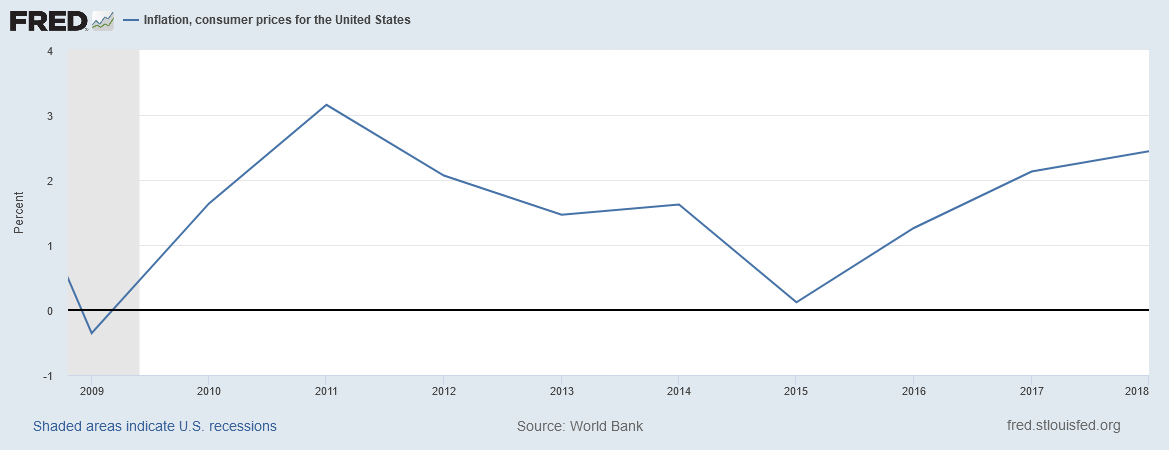 FRED Inflation, consumer prices for the United States
4
3
2
1
0
-1
Percent
2009 2010 2011 2012 2013 2014 2015 2016 2017 2018
Shaded areas indicate U.S. recessions Source: World Bank fred.stlouisfed.org